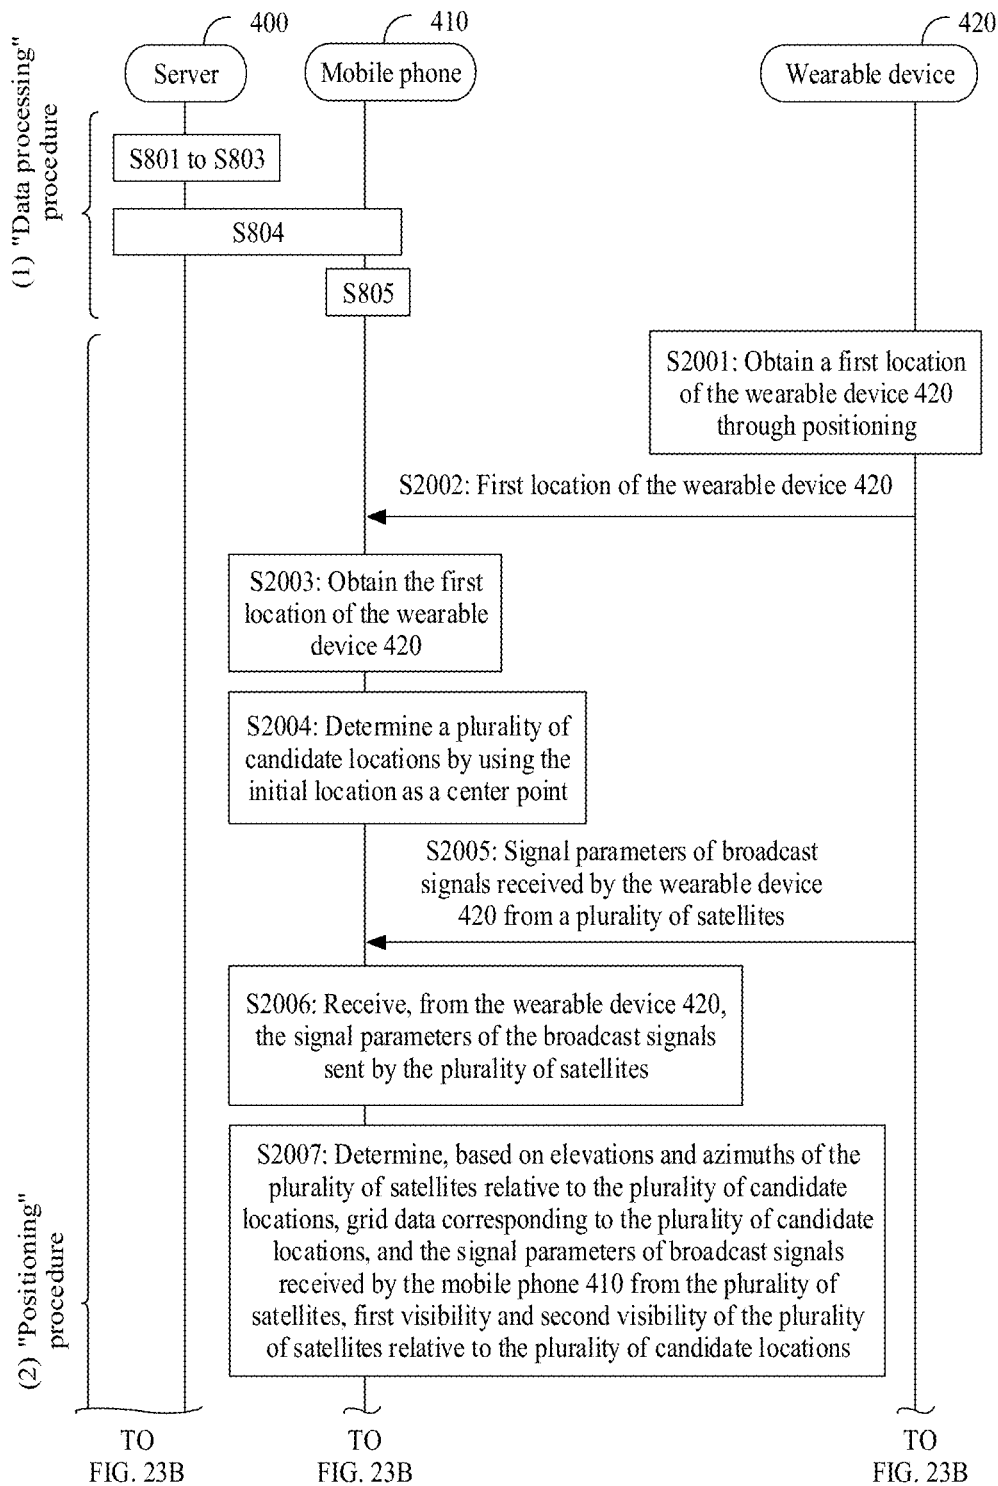 400
410
420
Server
Mobile phone
Wearable device
(1) "Data processing"
procedure
S801 to S803
S804
S805
S2001: Obtain a first location
of the wearable device 420
through positioning
S2002: First location of the wearable device 420
S2003: Obtain the first
location of the wearable
device 420
S2004: Determine a plurality of
candidate locations by using the
initial location as a center point
S2005: Signal parameters of broadcast
signals received by the wearable device
420 from a plurality of satellites
S2006: Receive, from the wearable device 420,
the signal parameters of the broadcast signals
sent by the plurality of satellites
(2) "Positioning"
procedure
S2007: Determine, based on elevations and azimuths of the
plurality of satellites relative to the plurality of candidate
locations, grid data corresponding to the plurality of candidate
locations, and the signal parameters of broadcast signals
received by the mobile phone 410 from the plurality of
satellites, first visibility and second visibility of the plurality
of satellites relative to the plurality of candidate locations
TO
FIG. 23B
TO
FIG. 23B
TO
FIG. 23B